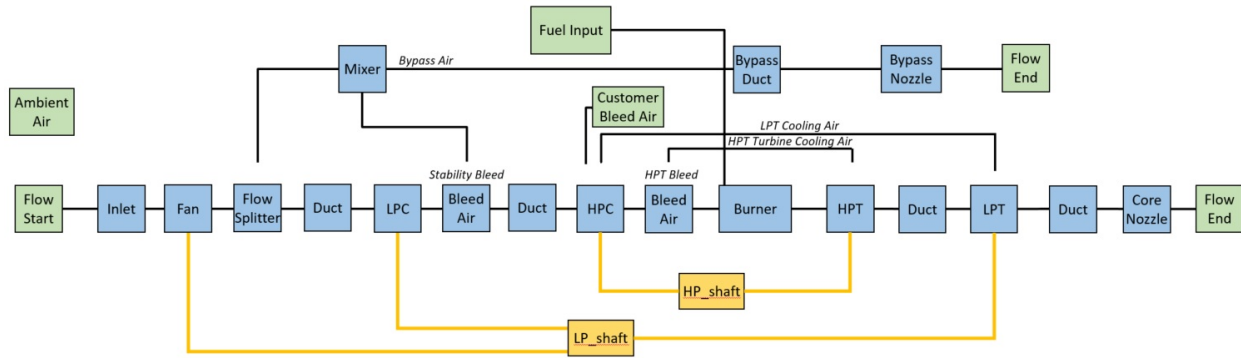 Fuel Input
Mixer
Bypass Air
Bypass
Duct
Bypass
Nozzle
Flow
End
Ambient
Air
Customer
Bleed Air
LPT Cooling Air
HPT Turbine Cooling Air
Stability Bleed
HPT Bleed
Flow
Start
Inlet
Fan
Flow
Splitter
Duct
LPC
Bleed
Air
Duct
HPC
Bleed
Air
Burner
HPT
Duct
LPT
Duct
Core
Nozzle
Flow
End
HP_shaft
LP_shaft